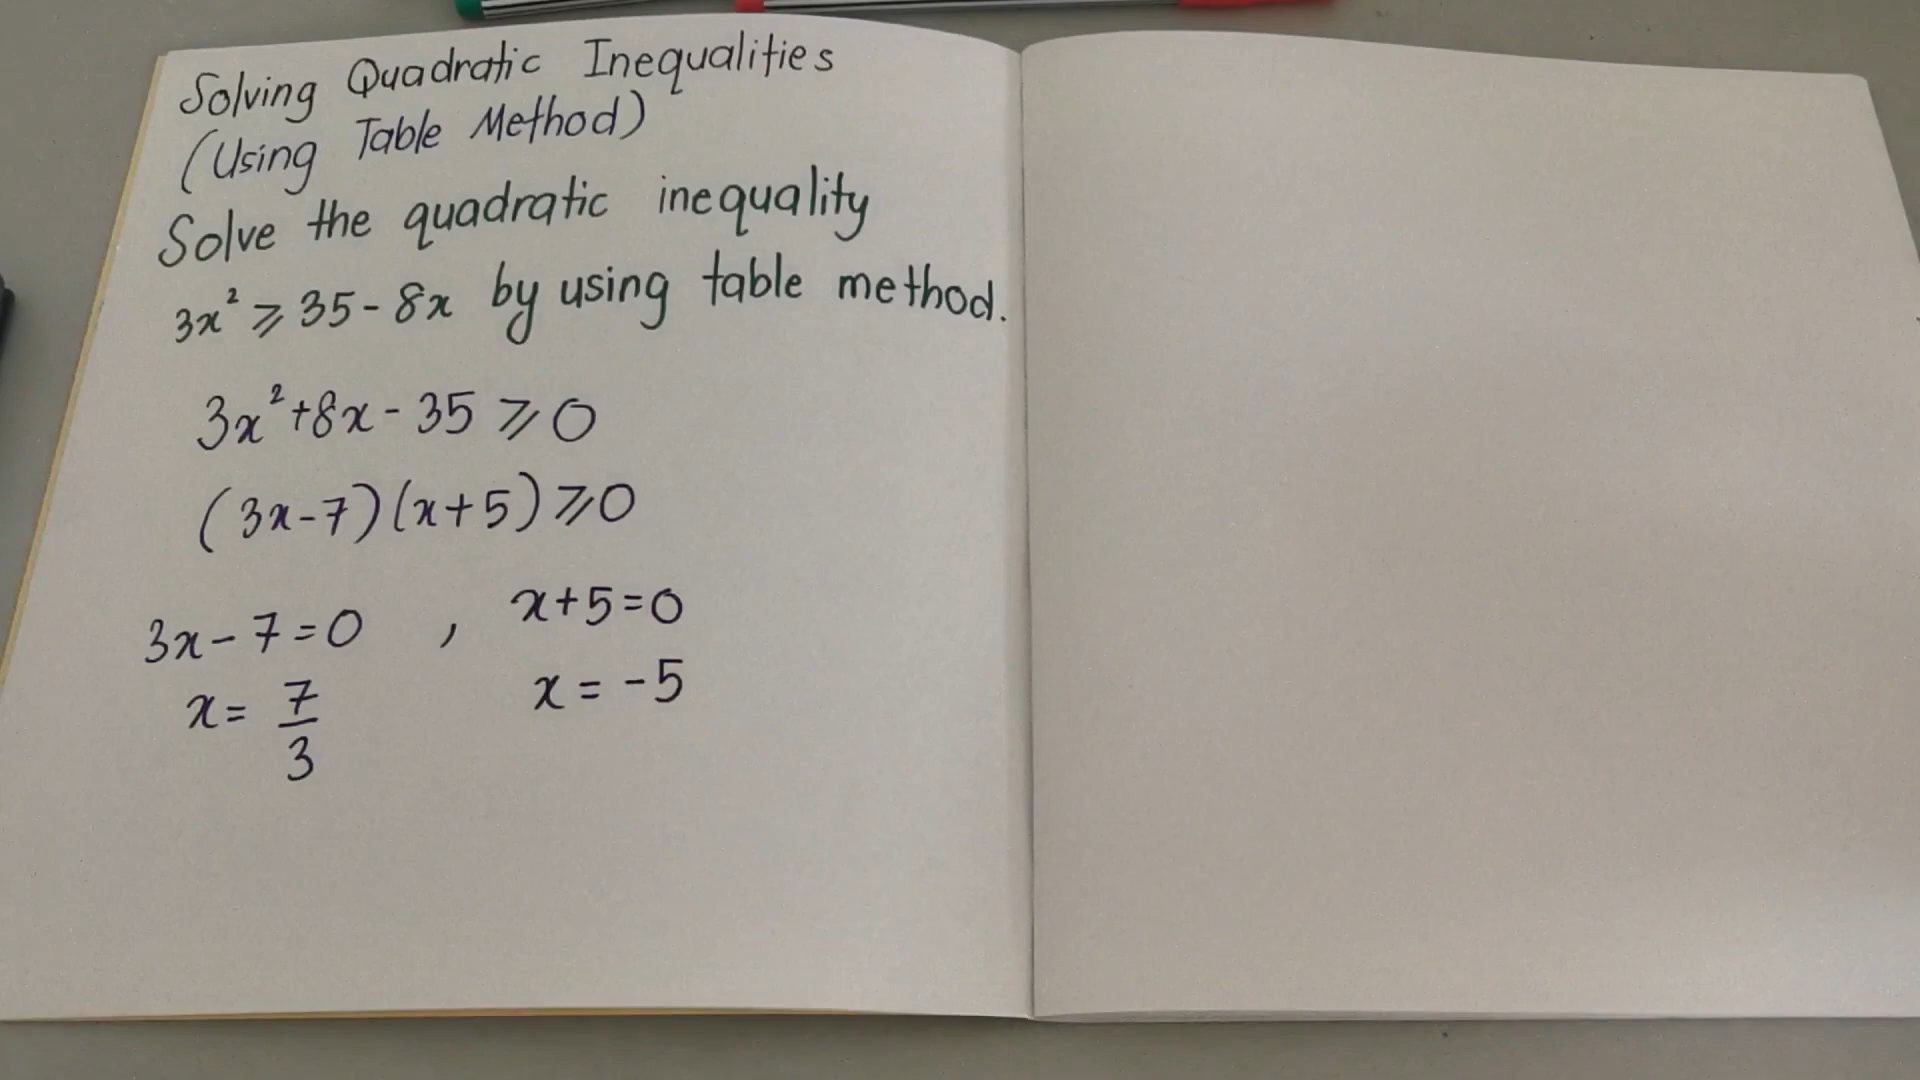 Solving Quadratic Inequalities
(Using Table Method)
Solve the quadratic inequality
3x² ⩾ 35 - 8x by using table method.
3x² + 8x - 35 ⩾ 0
(3x - 7)(x + 5) ⩾ 0
3x - 7 = 0 , x + 5 = 0
x = 7/3 x = -5